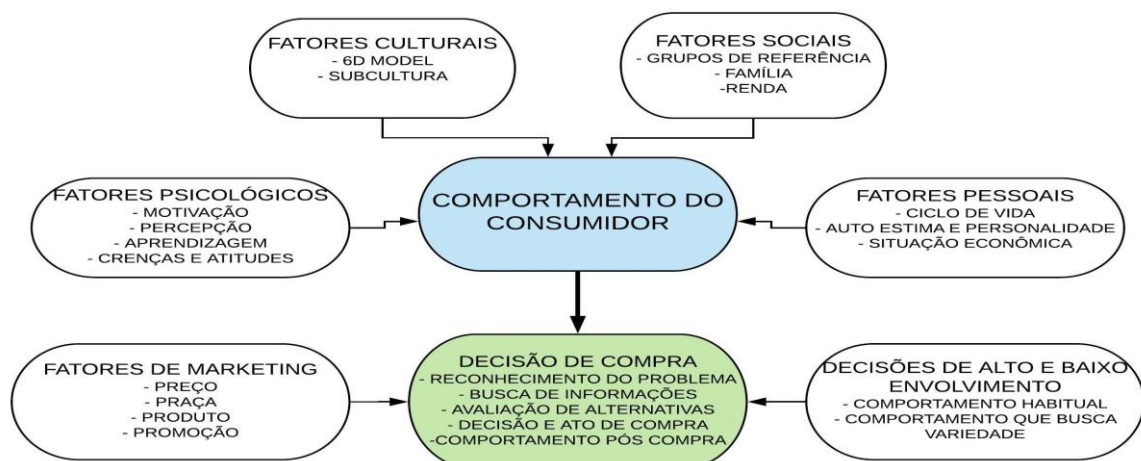 FATORES CULTURAIS
- 6D MODEL
- SUBCULTURA
FATORES SOCIAIS
- GRUPOS DE REFERÊNCIA
- FAMÍLIA
-RENDA
FATORES PSICOLÓGICOS
- MOTIVAÇÃO
- PERCEPÇÃO
- APRENDIZAGEM
- CRENÇAS E ATITUDES
COMPORTAMENTO DO
CONSUMIDOR
FATORES PESSOAIS
- CICLO DE VIDA
- AUTO ESTIMA E PERSONALIDADE
- SITUAÇÃO ECONÔMICA
FATORES DE MARKETING
- PREÇO
- PRAÇA
- PRODUTO
- PROMOÇÃO
DECISÃO DE COMPRA
- RECONHECIMENTO DO PROBLEMA
- BUSCA DE INFORMAÇÕES
- AVALIAÇÃO DE ALTERNATIVAS
- DECISÃO E ATO DE COMPRA
-COMPORTAMENTO PÓS COMPRA
DECISÕES DE ALTO E BAIXO
ENVOLVIMENTO
- COMPORTAMENTO HABITUAL
- COMPORTAMENTO QUE BUSCA
VARIEDADE